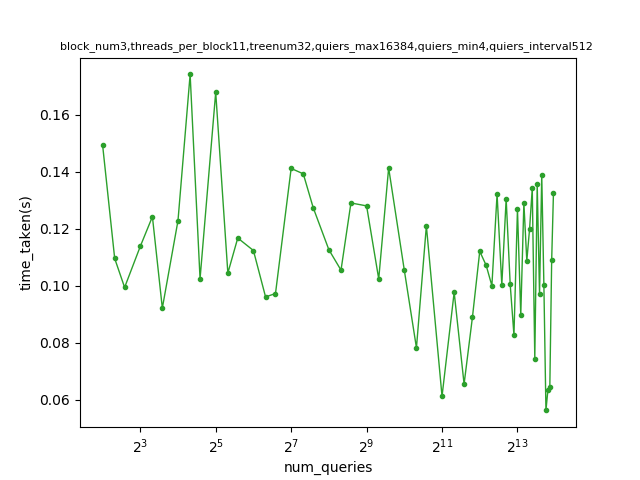 block_num3,threads_per_block11,treenum32,quiers_max16384,quiers_min4,quiers_interval512
time_taken(s)
0.16
0.14
0.12
0.10
0.08
0.06
2^3 2^5 2^7 2^9 2^11 2^13
num_queries